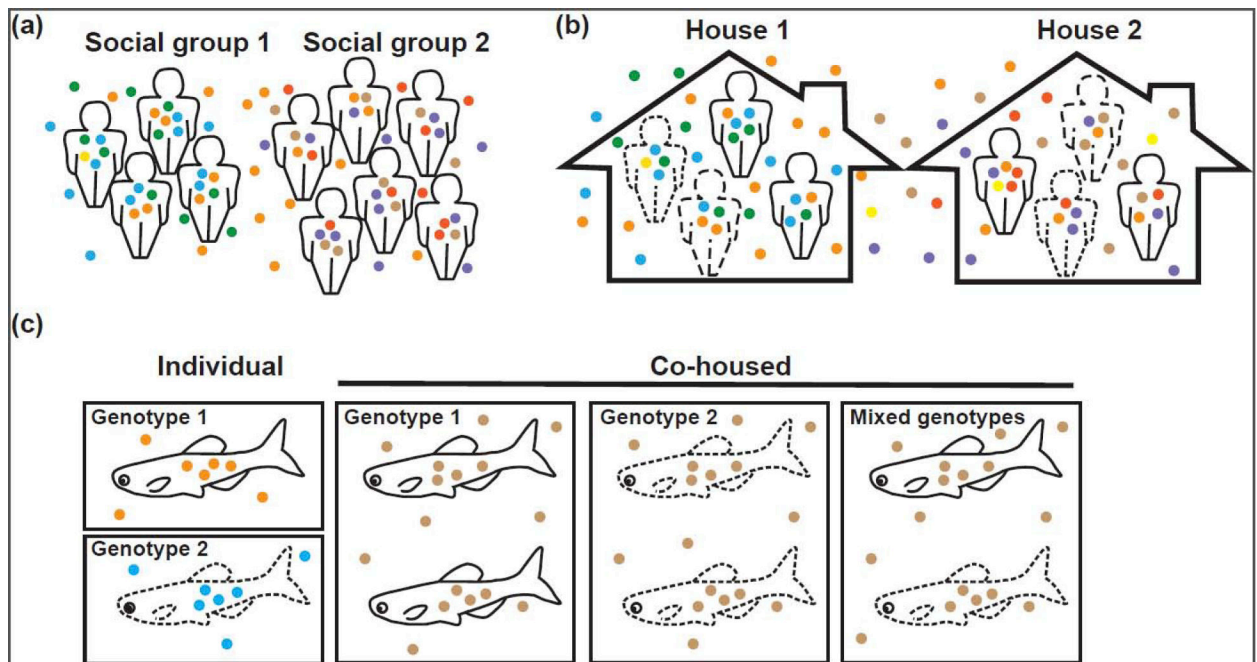 (a)
Social group 1
Social group 2
(b)
House 1
House 2
(c)
Individual
Co-housed
Genotype 1
Genotype 1
Genotype 2
Mixed genotypes
Genotype 2